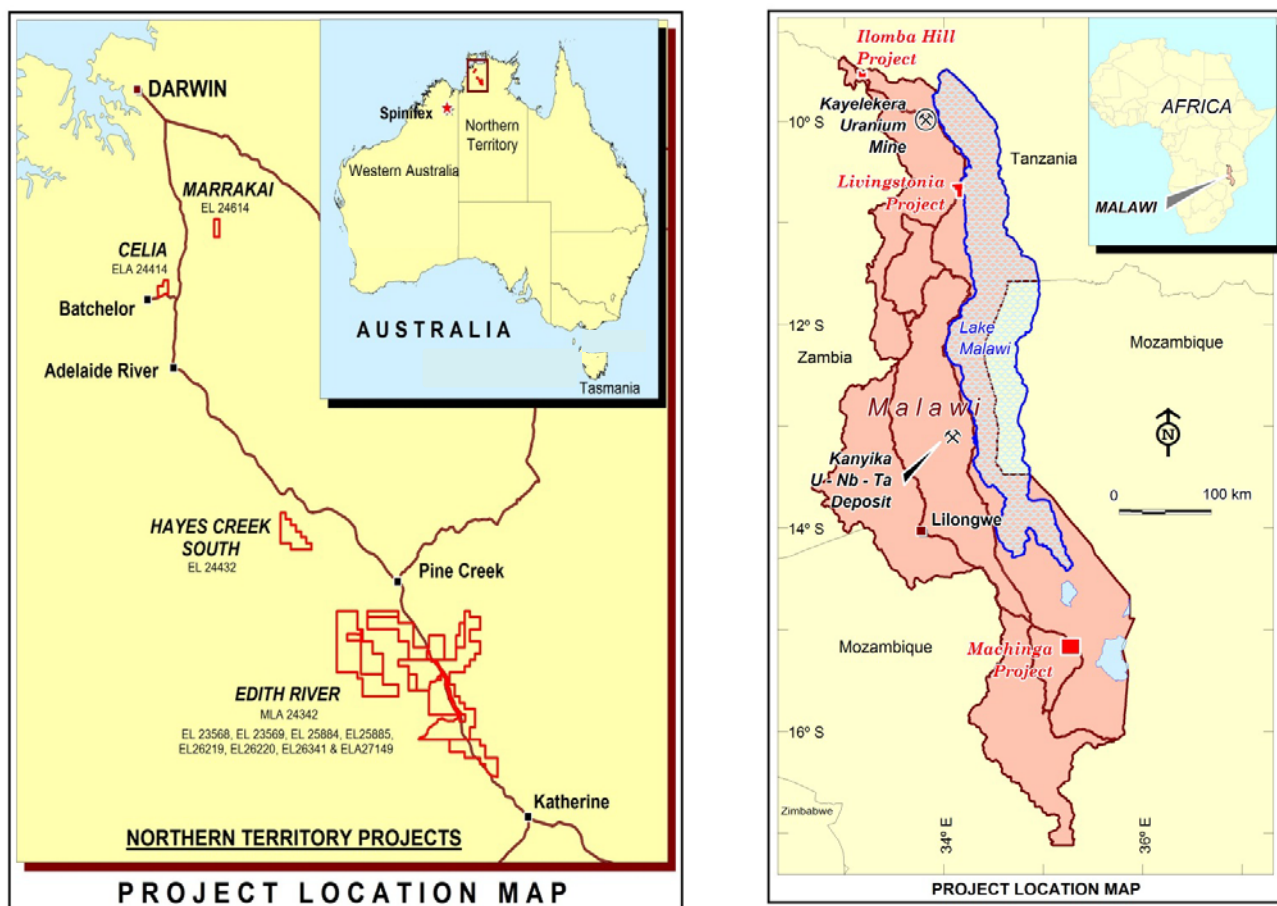 DARWIN
MARRAKAI
EL 24614
CELIA
ELA 24414
Batchelor
Adelaide River
HAYES CREEK
SOUTH
EL 24432
Pine Creek
EDITH RIVER
MLA 24342
EL 23568, EL 23569, EL 25884, EL25885,
EL26219, EL26220, EL26341 & ELA27149
Katherine
NORTHERN TERRITORY PROJECTS
Spinifex
Northern
Territory
Western Australia
AUSTRALIA
Tasmania
PROJECT LOCATION MAP
Ilomba Hill
Project
Kayelekera
Uranium
Mine
10° S
Tanzania
Livingstonia
Project
AFRICA
MALAWI
12° S
Lake
Malawi
Zambia
Mozambique
Malawi
Kanyika
U - Nb - Ta
Deposit
N
0 100 km
Lilongwe
14° S
Mozambique
Machinga
Project
16° S
Zimbabwe
34° E
36° E
PROJECT LOCATION MAP